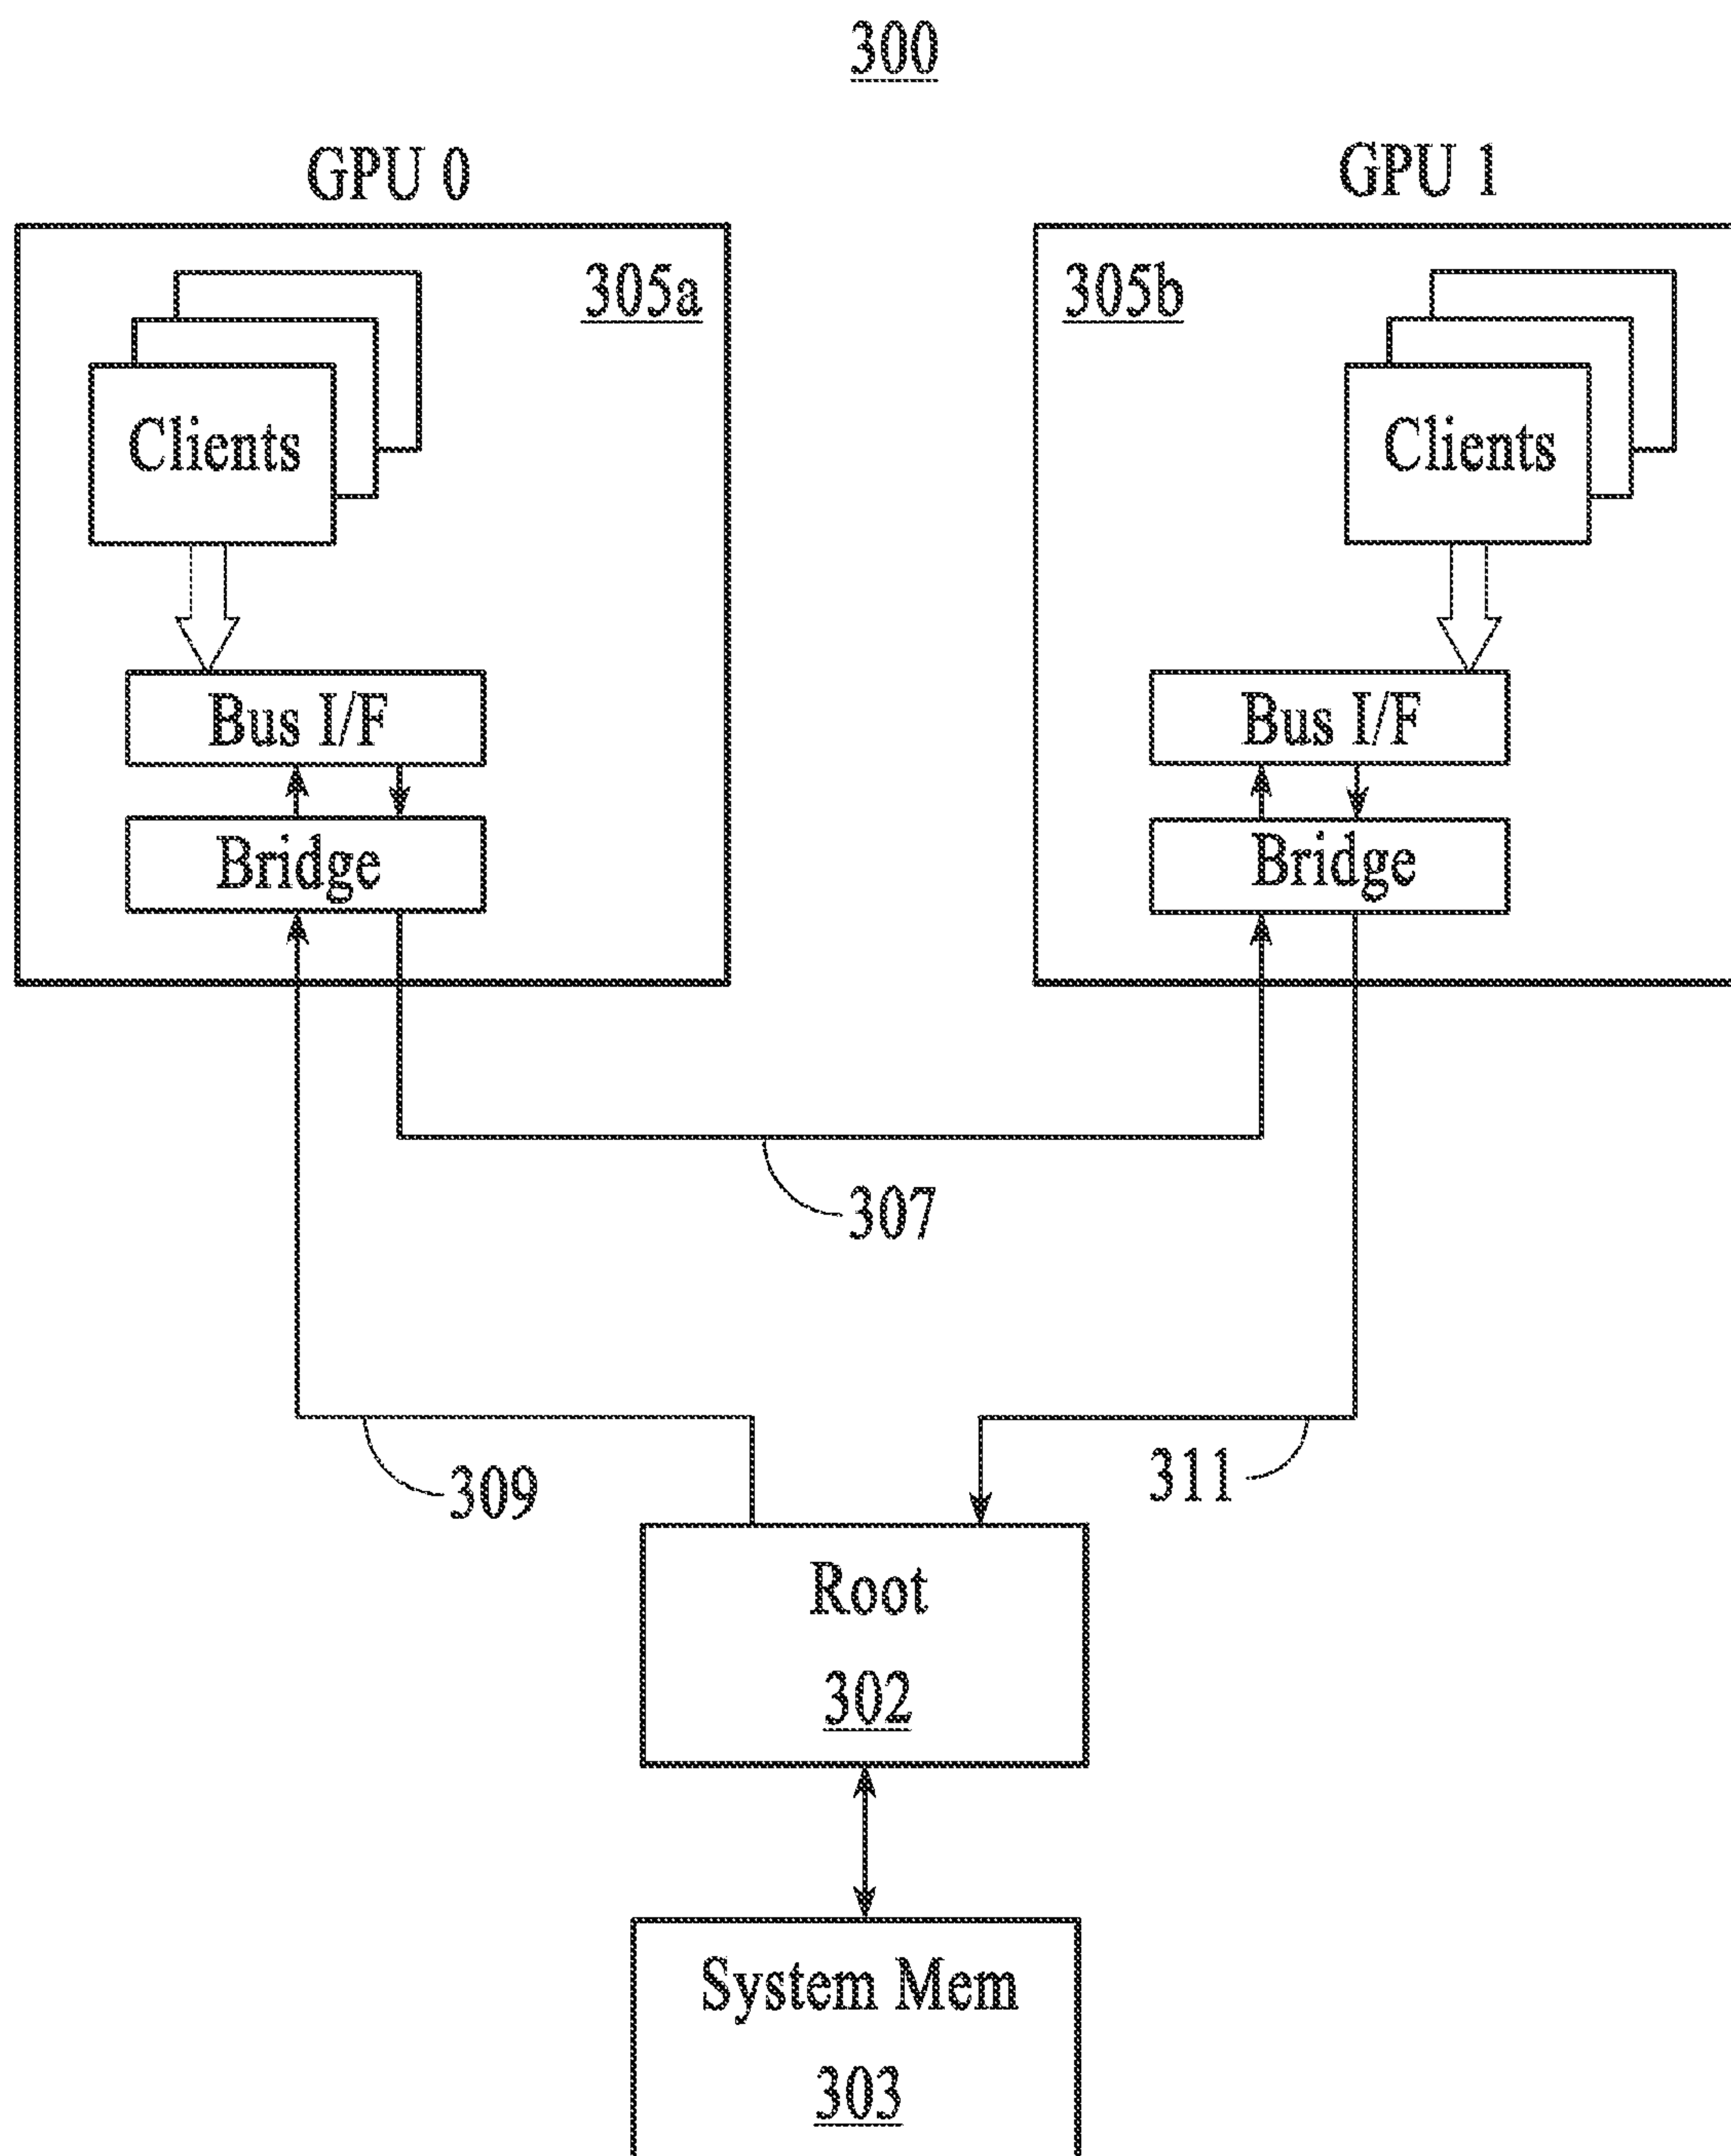 300
GPU 0
GPU 1
305a
305b
Clients
Clients
Bus I/F
Bus I/F
Bridge
Bridge
307
309
311
Root
302
System Mem
303